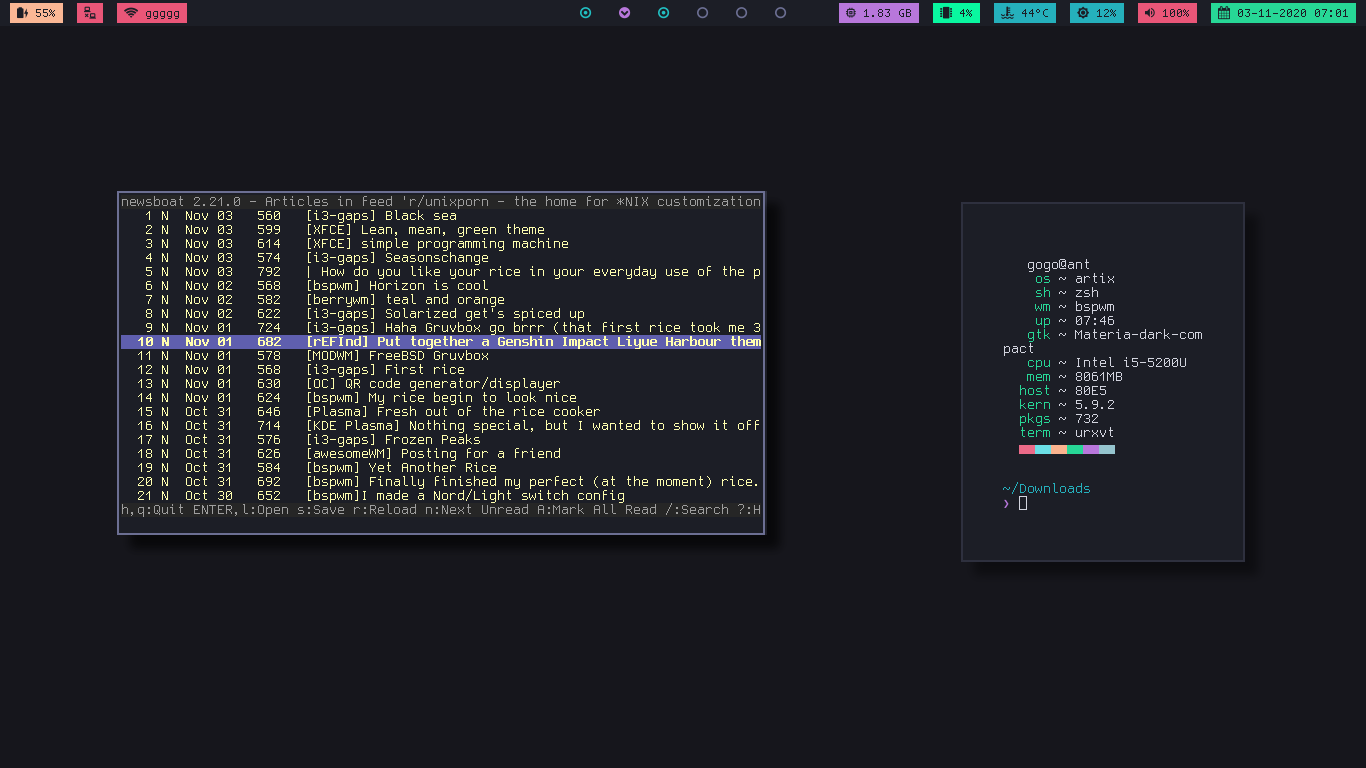 55% ggggg 1.83 GB 4% 44°C 12% 100% 03-11-2020 07:01
newsboat 2.21.0 - Articles in feed 'r/unixporn - the home for *NIX customization
1 N Nov 03 560 [i3-gaps] Black sea
2 N Nov 03 599 [XFCE] Lean, mean, green theme
3 N Nov 03 614 [XFCE] simple programming machine
4 N Nov 03 574 [i3-gaps] Seasonschange
5 N Nov 03 792 | How do you like your rice in your everyday use of the p
6 N Nov 02 568 [bspwm] Horizon is cool
7 N Nov 02 582 [berrywm] teal and orange
8 N Nov 02 622 [i3-gaps] Solarized get's spiced up
9 N Nov 01 724 [i3-gaps] Haha Gruvbox go brrr (that first rice took me 3
10 N Nov 01 682 [rEFInd] Put together a Genshin Impact Liyue Harbour them
11 N Nov 01 578 [MODWM] FreeBSD Gruvbox
12 N Nov 01 568 [i3-gaps] First rice
13 N Nov 01 630 [OC] QR code generator/displayer
14 N Nov 01 624 [bspwm] My rice begin to look nice
15 N Oct 31 646 [Plasma] Fresh out of the rice cooker
16 N Oct 31 714 [KDE Plasma] Nothing special, but I wanted to show it off
17 N Oct 31 576 [i3-gaps] Frozen Peaks
18 N Oct 31 626 [awesomeWM] Posting for a friend
19 N Oct 31 584 [bspwm] Yet Another Rice
20 N Oct 31 692 [bspwm] Finally finished my perfect (at the moment) rice.
21 N Oct 30 652 [bspwm]I made a Nord/Light switch config
h,q:Quit ENTER,l:Open s:Save r:Reload n:Next Unread A:Mark All Read /:Search ?:H
gogo@ant
os ~ artix
sh ~ zsh
wm ~ bspwm
up ~ 07:46
gtk ~ Materia-dark-com
pact
cpu ~ Intel i5-5200U
mem ~ 8061MB
host ~ 80E5
kern ~ 5.9.2
pkgs ~ 732
term ~ urxvt
~/Downloads
❯